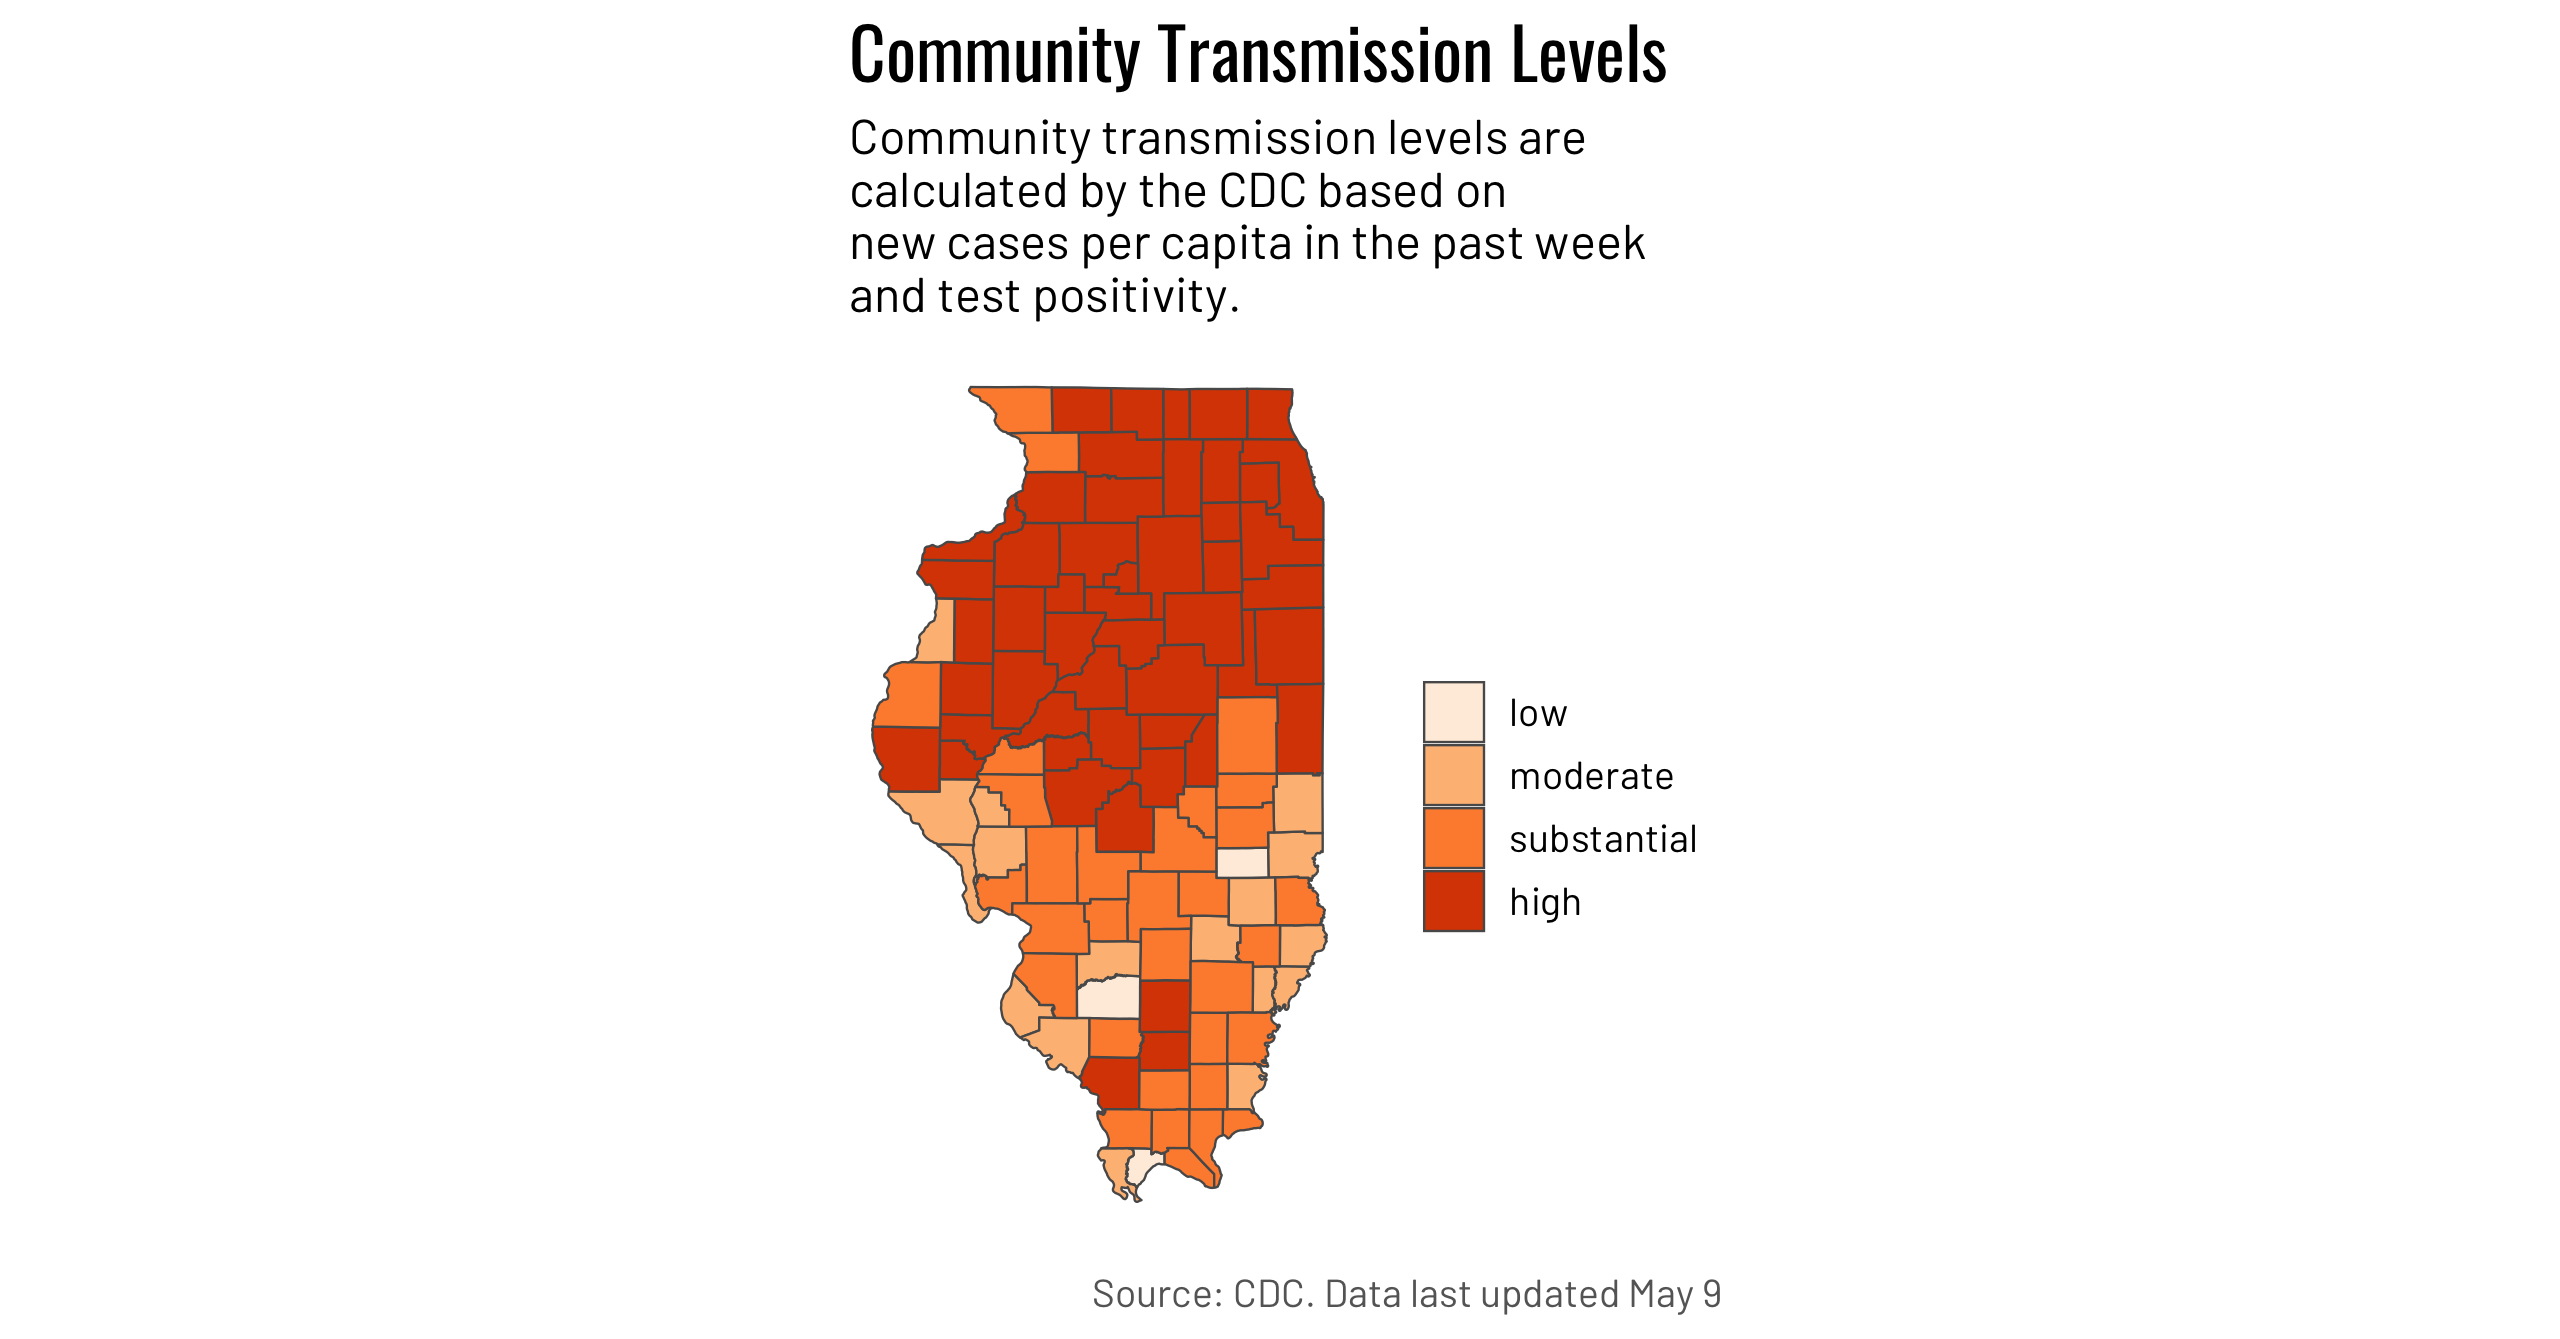 Community Transmission Levels
Community transmission levels are
calculated by the CDC based on
new cases per capita in the past week
and test positivity.
low
moderate
substantial
high
Source: CDC. Data last updated May 9